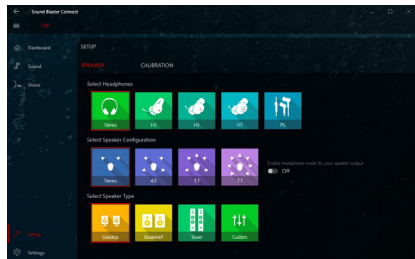 Sound Blaster Connect
Dashboard
SETUP
Sound
SPEAKER
CALIBRATION
Voice
Select Headphones
Stereo
H3
H5
H7
P5
Select Speaker Configuration
Stereo
4.0
5.1
7.1
Enable headphone mode for your speaker output
Off
Select Speaker Type
Desktop
Bookshelf
Tower
Custom
Setup
Settings